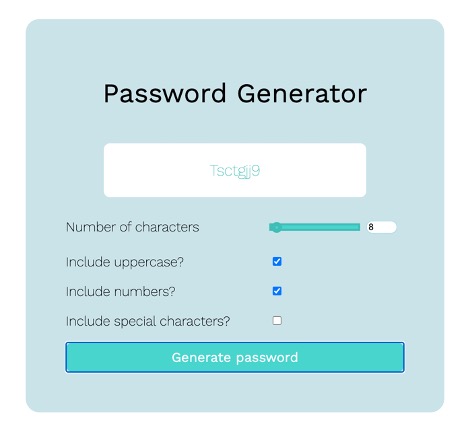 Password Generator
Tsctgjj9
Number of characters 8
Include uppercase?
Include numbers?
Include special characters?
Generate password